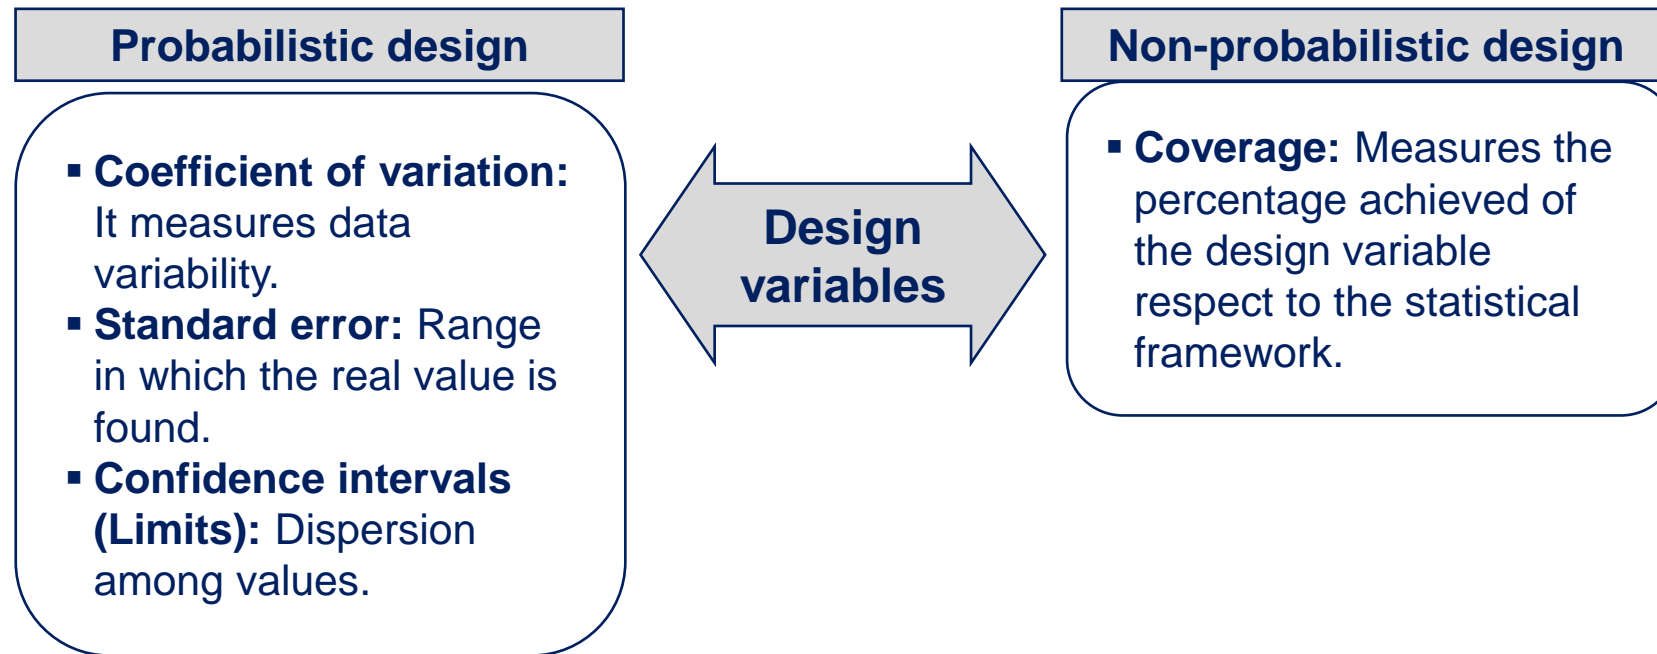 Probabilistic design
▪ Coefficient of variation:
It measures data
variability.
▪ Standard error: Range
in which the real value is
found.
▪ Confidence intervals
(Limits): Dispersion
among values.
Design
variables
Non-probabilistic design
▪ Coverage: Measures the
percentage achieved of
the design variable
respect to the statistical
framework.